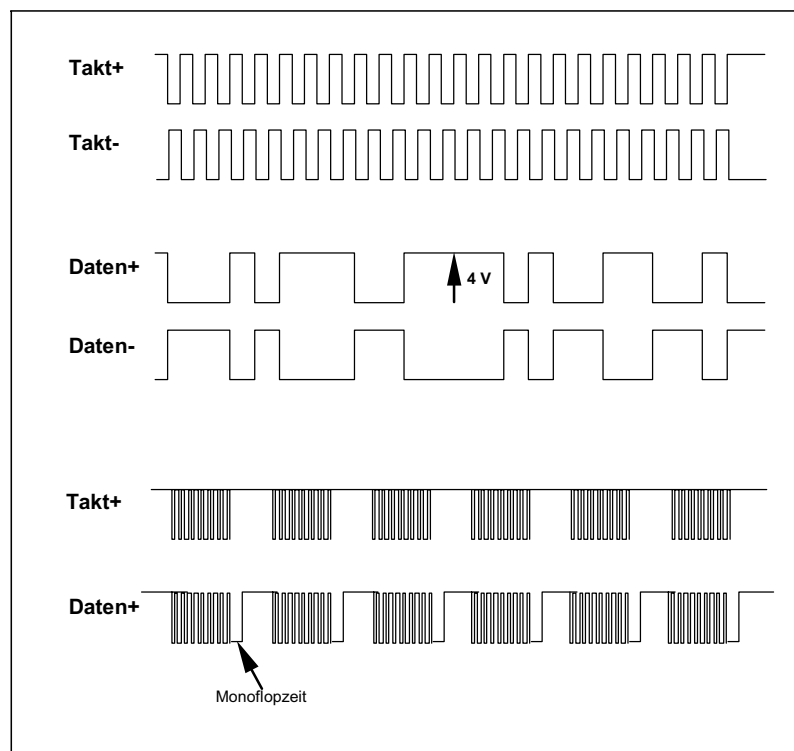 Takt+
Takt-
Daten+
4 V
Daten-
Takt+
Daten+
Monoflopzeit